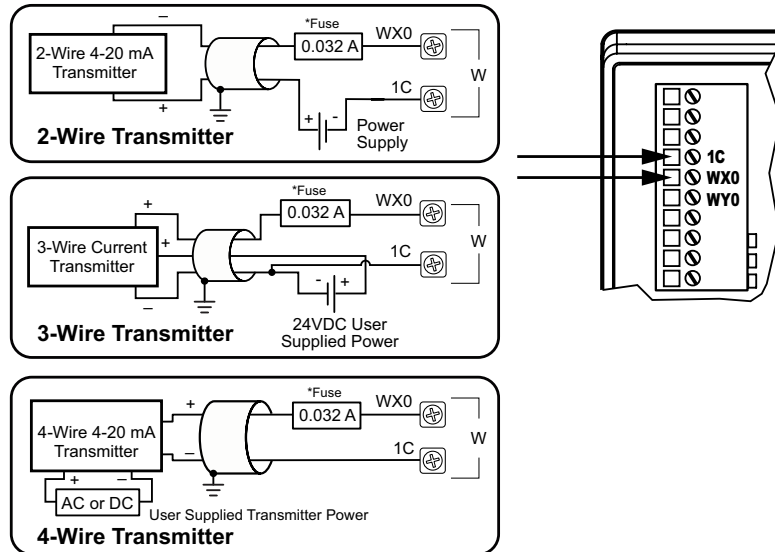 2-Wire 4-20 mA
Transmitter
–
+
*Fuse
0.032 A
WX0
1C
W
+ -
Power
Supply
2-Wire Transmitter
3-Wire Current
Transmitter
+
+
–
*Fuse
0.032 A
WX0
1C
W
- +
24VDC User
Supplied Power
3-Wire Transmitter
4-Wire 4-20 mA
Transmitter
+
–
+ –
AC or DC
*Fuse
0.032 A
WX0
1C
W
User Supplied Transmitter Power
4-Wire Transmitter
1C
WX0
WY0